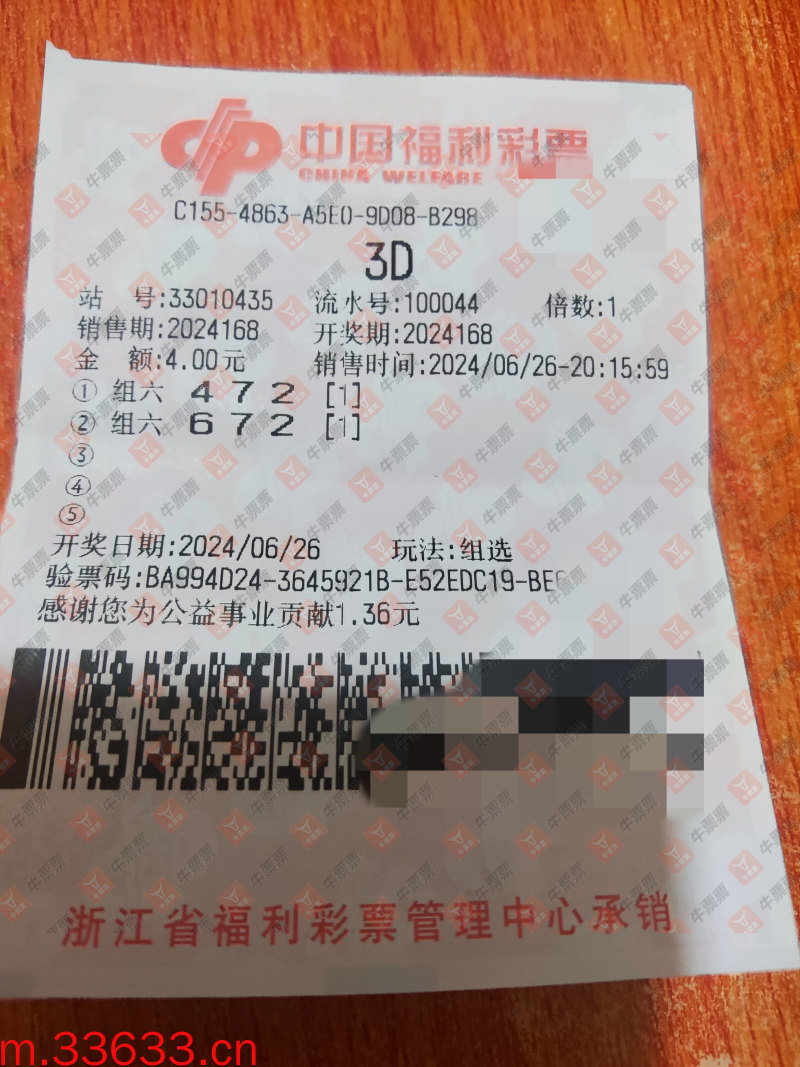 中国福利彩票
CHINA WELFARE
C155-4863-A5E0-9D08-B298
3D
站 号:33010435 流水号:100044 倍数:1
销售期:2024168 开奖期:2024168
金 额:4.00元 销售时间:2024/06/26-20:15:59
① 组六 4 7 2 [1]
② 组六 6 7 2 [1]
③
④
⑤
开奖日期:2024/06/26 玩法:组选
验票码:BA994D24-3645921B-E52EDC19-BE
感谢您为公益事业贡献1.36元
浙江省福利彩票管理中心承销
牛票票
m.33633.cn